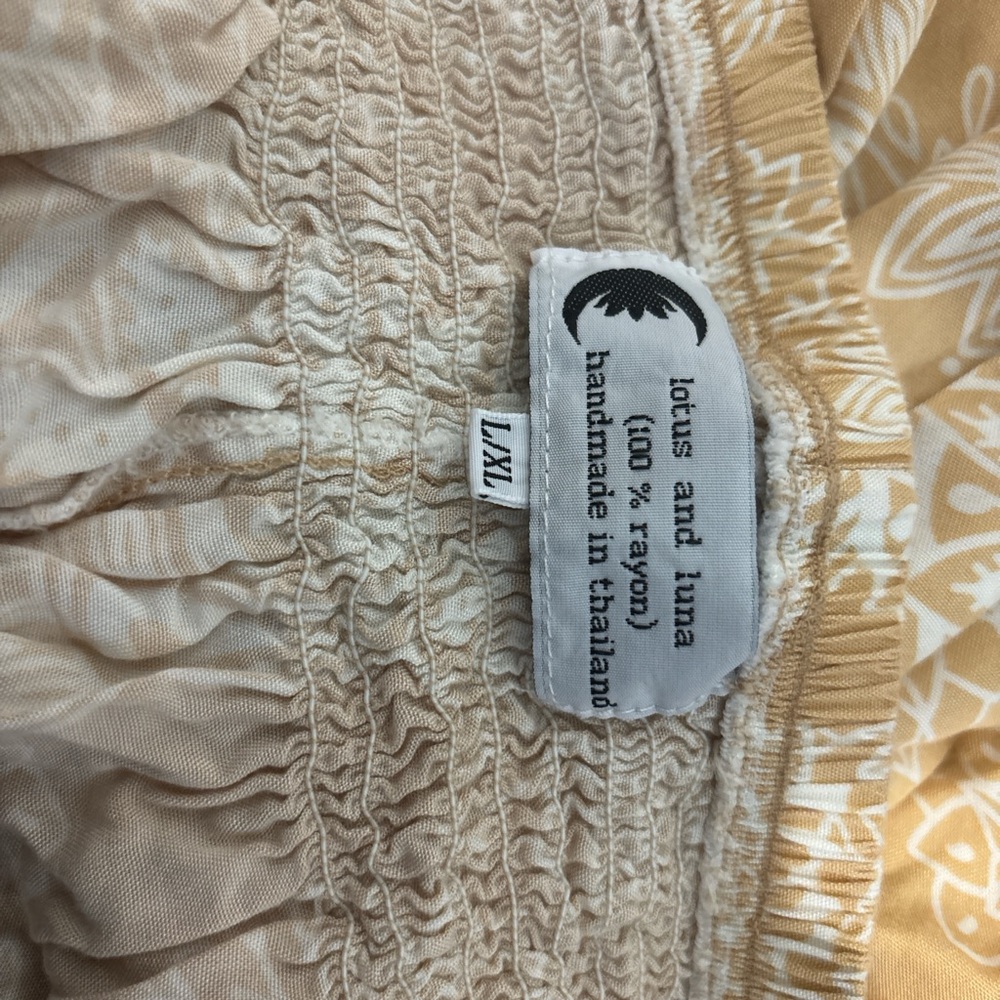 lotus and luna
(100 % rayon)
handmade in thailand
L/XL